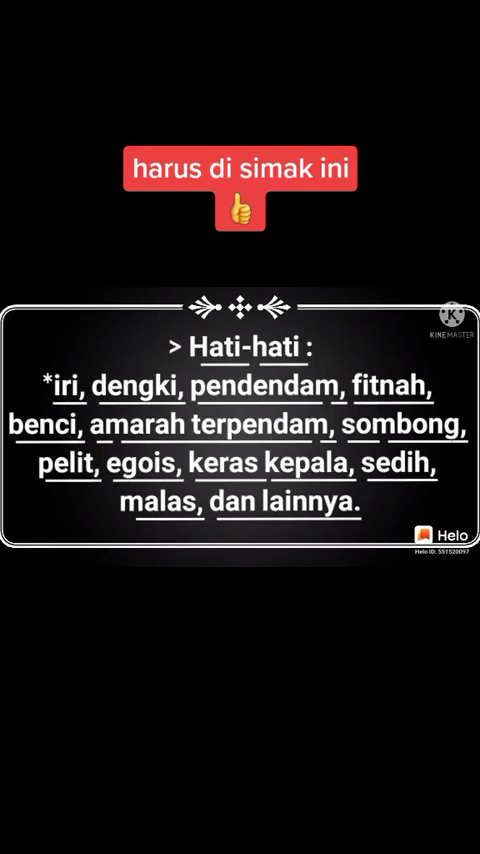 harus di simak ini
👍
K
KINEMASTER
> Hati-hati :
*iri, dengki, pendendam, fitnah,
benci, amarah terpendam, sombong,
pelit, egois, keras kepala, sedih,
malas, dan lainnya.
Helo
Helo ID: 551520097